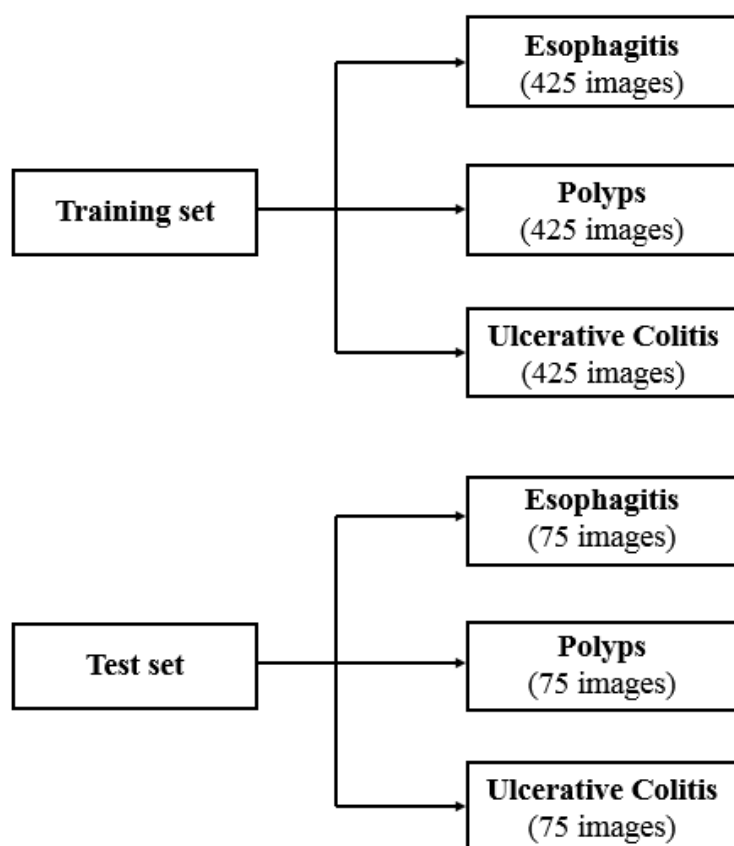 Esophagitis
(425 images)
Training set
Polyps
(425 images)
Ulcerative Colitis
(425 images)
Esophagitis
(75 images)
Test set
Polyps
(75 images)
Ulcerative Colitis
(75 images)